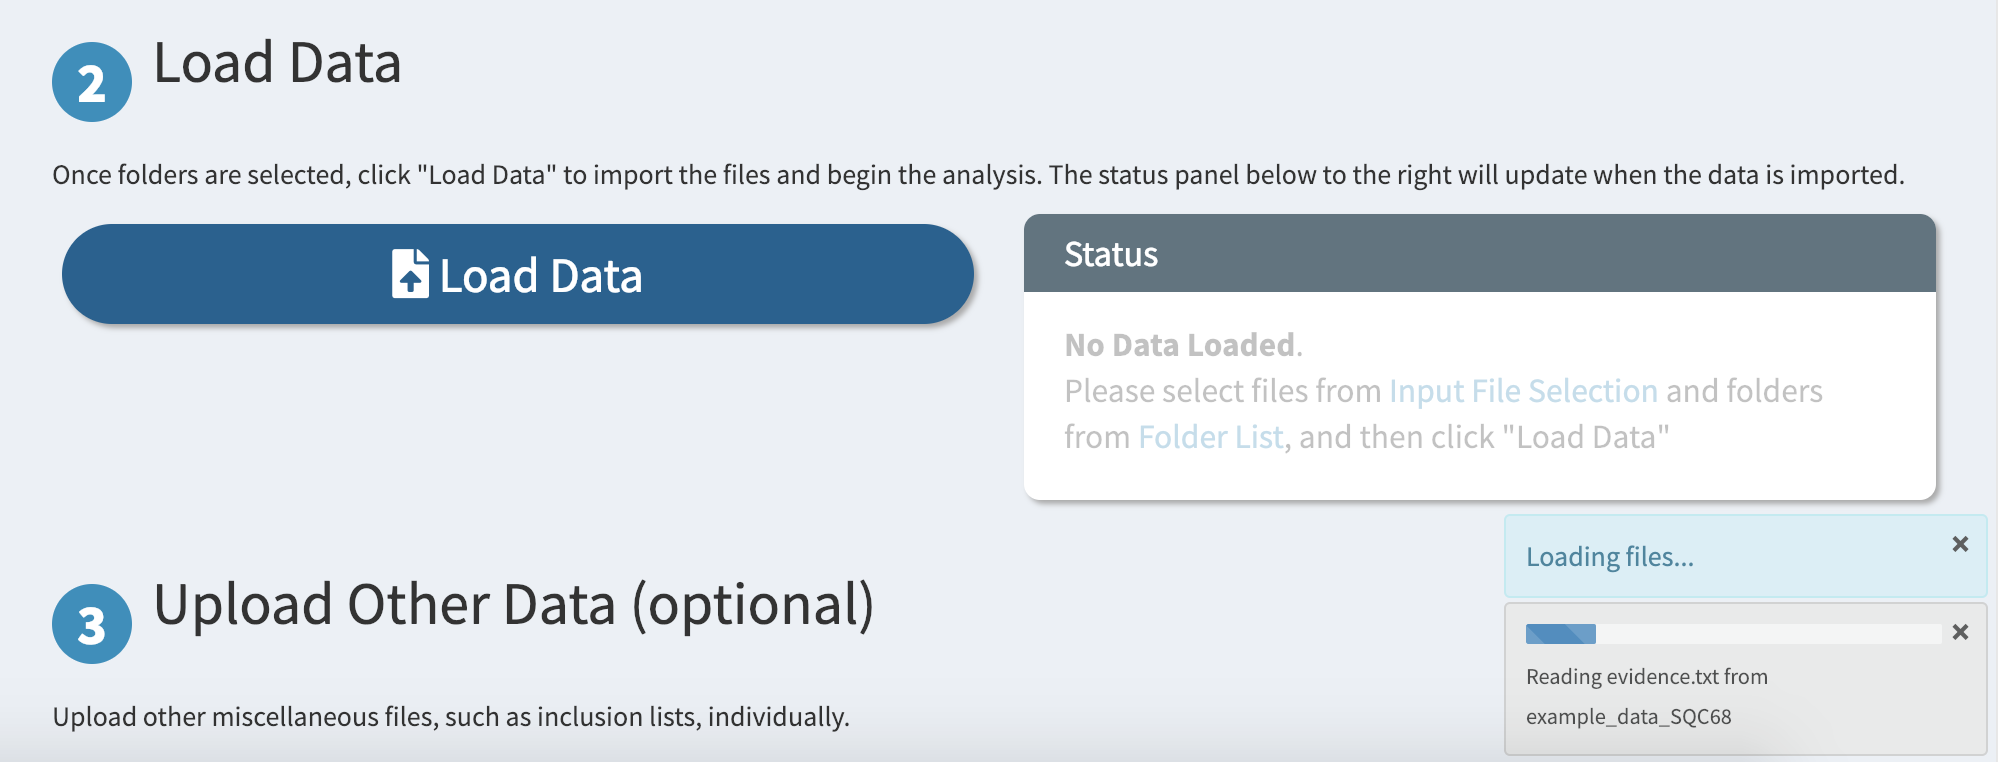 2 Load Data
Once folders are selected, click "Load Data" to import the files and begin the analysis. The status panel below to the right will update when the data is imported.
Load Data
Status
No Data Loaded.
Please select files from Input File Selection and folders
from Folder List, and then click "Load Data"
Loading files...
×
3 Upload Other Data (optional)
×
Reading evidence.txt from
example_data_SQC68
Upload other miscellaneous files, such as inclusion lists, individually.